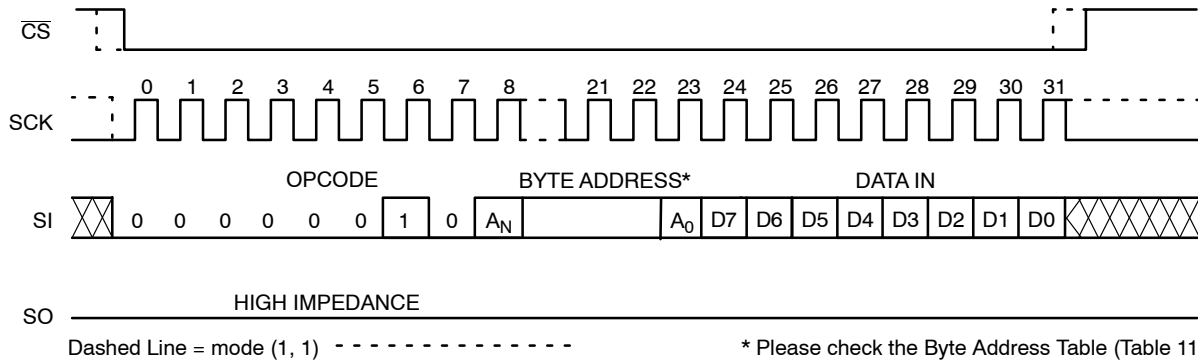 CS
0 1 2 3 4 5 6 7 8 21 22 23 24 25 26 27 28 29 30 31
SCK
OPCODE BYTE ADDRESS* DATA IN
SI 0 0 0 0 0 0 1 0 AN A0 D7 D6 D5 D4 D3 D2 D1 D0
HIGH IMPEDANCE
SO
Dashed Line = mode (1, 1) * Please check the Byte Address Table (Table 11